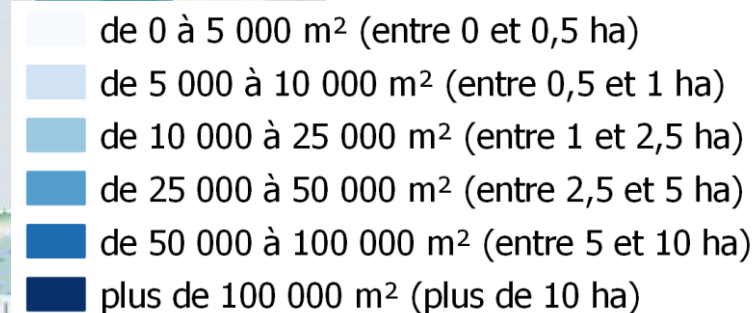 de 0 à 5 000 m² (entre 0 et 0,5 ha)
de 5 000 à 10 000 m² (entre 0,5 et 1 ha)
de 10 000 à 25 000 m² (entre 1 et 2,5 ha)
de 25 000 à 50 000 m² (entre 2,5 et 5 ha)
de 50 000 à 100 000 m² (entre 5 et 10 ha)
plus de 100 000 m² (plus de 10 ha)